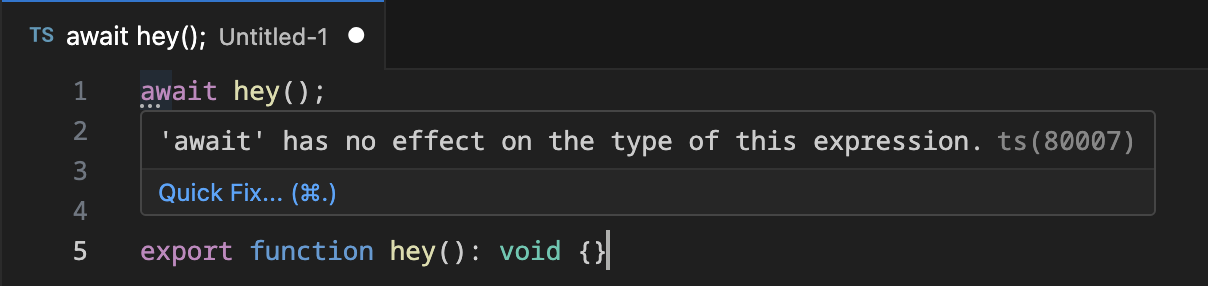 TS await hey(); Untitled-1
1 await hey();
2
'await' has no effect on the type of this expression. ts(80007)
3
Quick Fix... (⌘.)
4
5 export function hey(): void {}